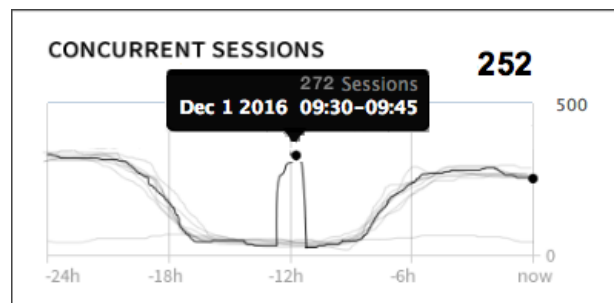 CONCURRENT SESSIONS
252
272 Sessions
Dec 1 2016 09:30-09:45
500
0
-24h -18h -12h -6h now